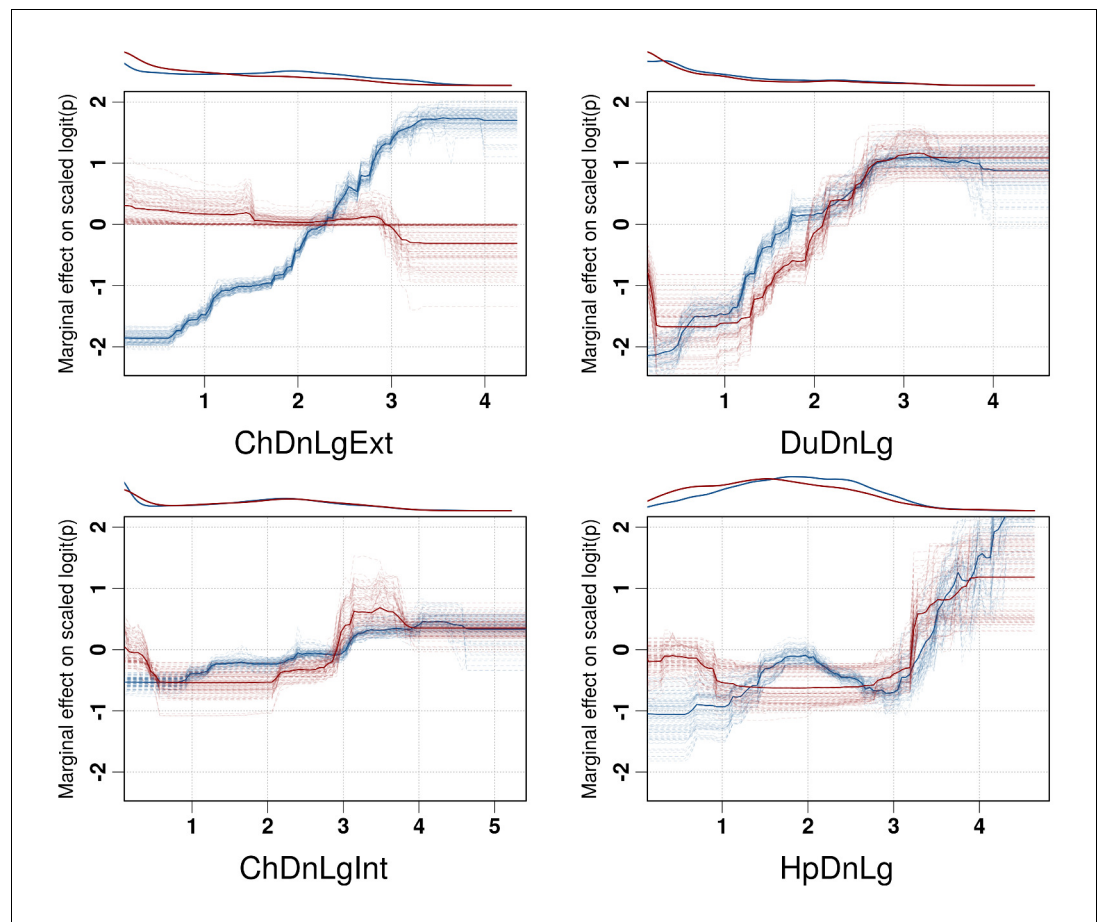 Marginal effect on scaled logit(p)
2
1
0
-1
-2
1 2 3 4
ChDnLgExt
Marginal effect on scaled logit(p)
2
1
0
-1
-2
1 2 3 4
DuDnLg
Marginal effect on scaled logit(p)
2
1
0
-1
-2
1 2 3 4 5
ChDnLgInt
Marginal effect on scaled logit(p)
2
1
0
-1
-2
1 2 3 4
HpDnLg